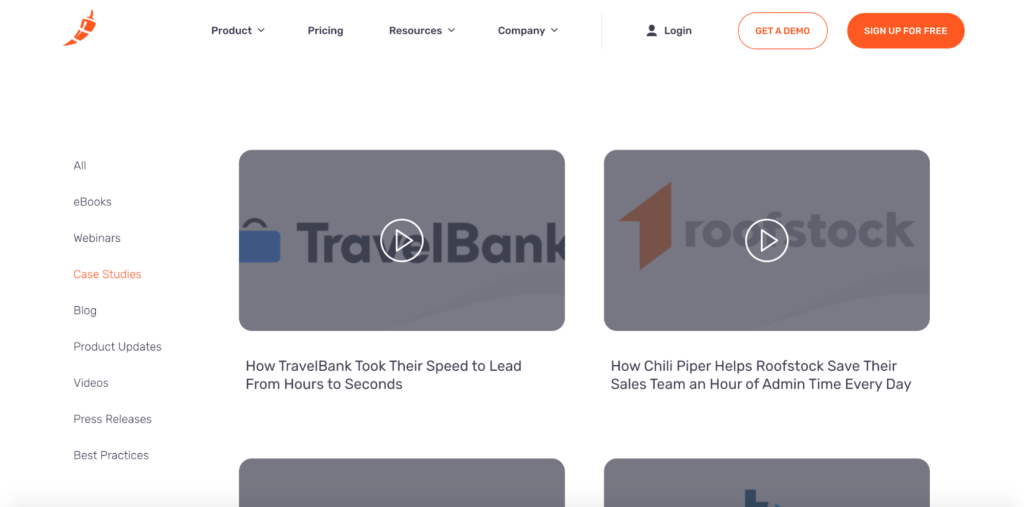 Product
Pricing
Resources
Company
Login
GET A DEMO
SIGN UP FOR FREE
All
eBooks
Webinars
Case Studies
Blog
Product Updates
Videos
Press Releases
Best Practices
TravelBank
roofstock
How TravelBank Took Their Speed to Lead
From Hours to Seconds
How Chili Piper Helps Roofstock Save Their
Sales Team an Hour of Admin Time Every Day